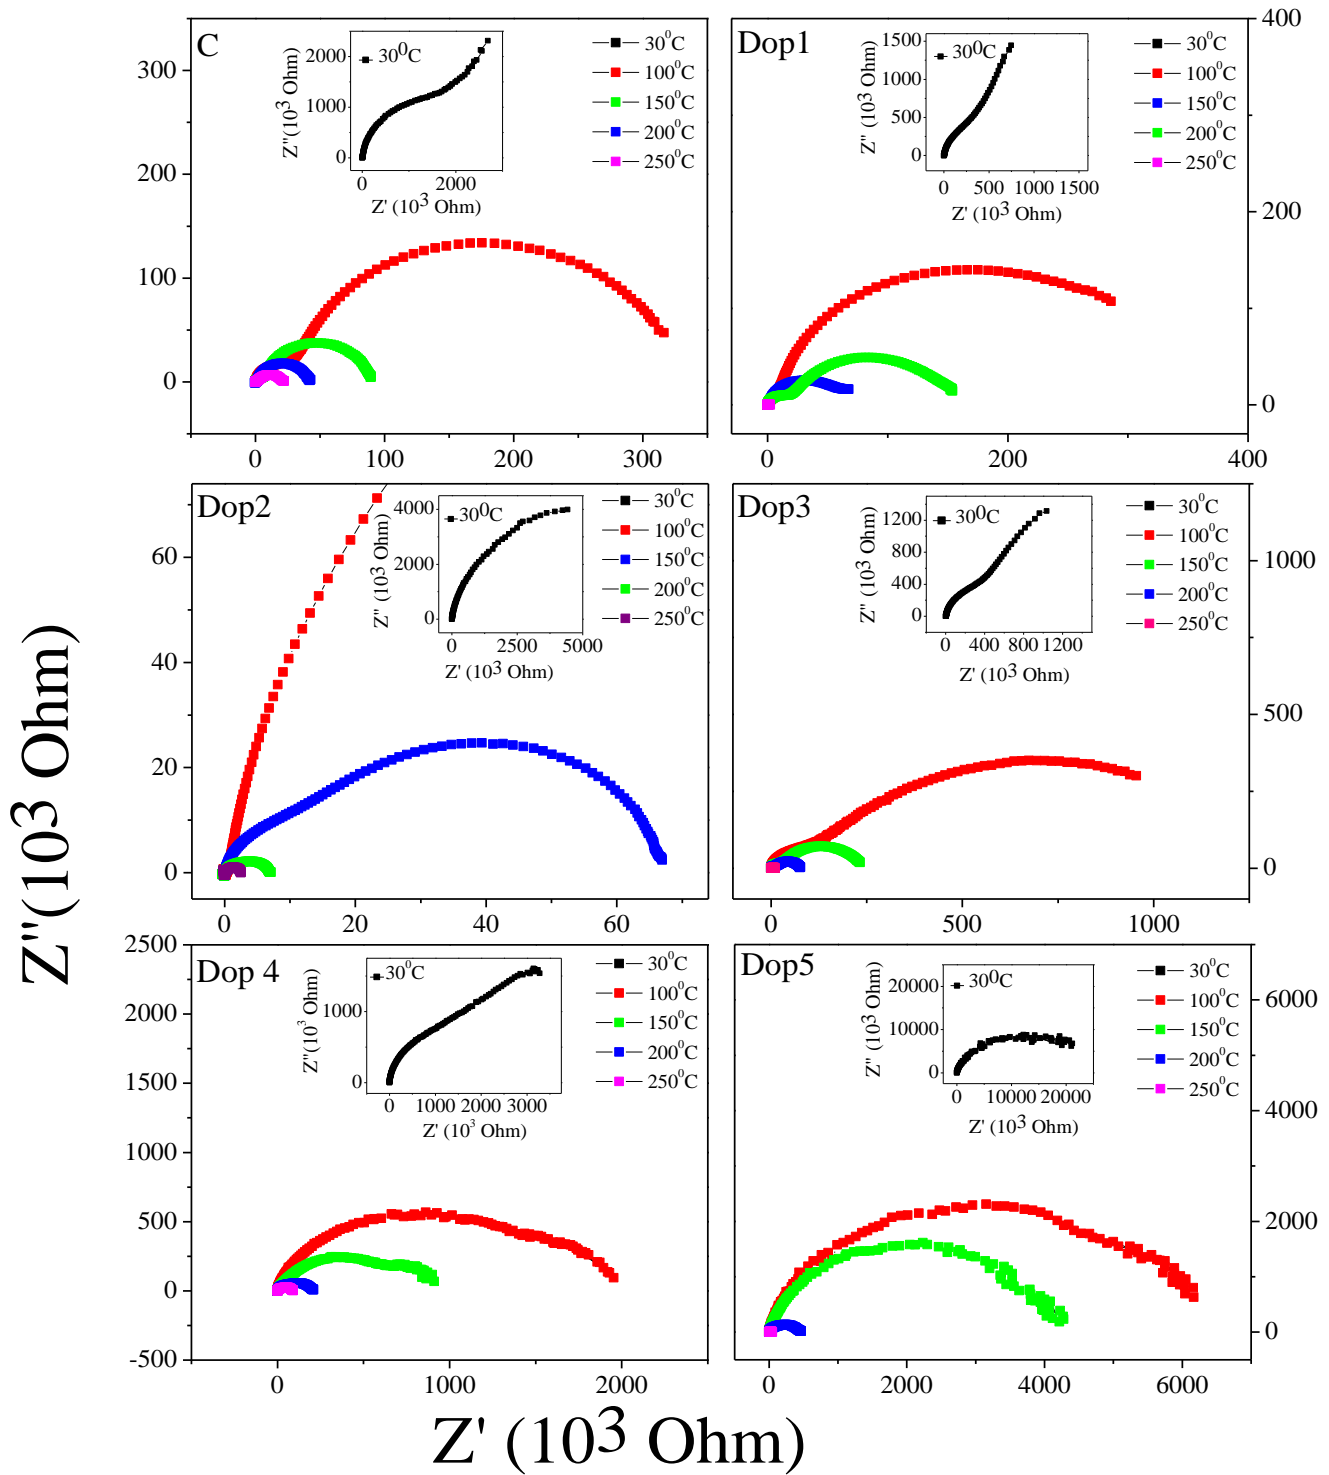 Z''(10³ Ohm)
C
30⁰C
100⁰C
150⁰C
200⁰C
250⁰C
300
200
100
0
0 100 200 300
30⁰C
Z''(10³ Ohm)
2000
1000
0
0 2000
Z' (10³ Ohm)
Dop1
30⁰C
100⁰C
150⁰C
200⁰C
250⁰C
400
200
0
0 200 400
30⁰C
Z'' (10³ Ohm)
1500
1000
500
0
0 500 1000 1500
Z' (10³ Ohm)
Dop2
30⁰C
100⁰C
150⁰C
200⁰C
250⁰C
60
40
20
0
0 20 40 60
30⁰C
Z'' (10³ Ohm)
4000
2000
0
0 2500 5000
Z' (10³ Ohm)
Dop3
30⁰C
100⁰C
150⁰C
200⁰C
250⁰C
1000
500
0
0 500 1000
30⁰C
Z'' (10³ Ohm)
1200
800
400
0
0 400 800 1200
Z' (10³ Ohm)
Dop 4
30⁰C
100⁰C
150⁰C
200⁰C
250⁰C
2500
2000
1500
1000
500
0
-500
0 1000 2000
30⁰C
Z''(10³ Ohm)
1000
0
0 1000 2000 3000
Z' (10³ Ohm)
Dop5
30⁰C
100⁰C
150⁰C
200⁰C
250⁰C
6000
4000
2000
0
0 2000 4000 6000
30⁰C
Z'' (10³ Ohm)
20000
10000
0
0 10000 20000
Z' (10³ Ohm)
Z' (10³ Ohm)